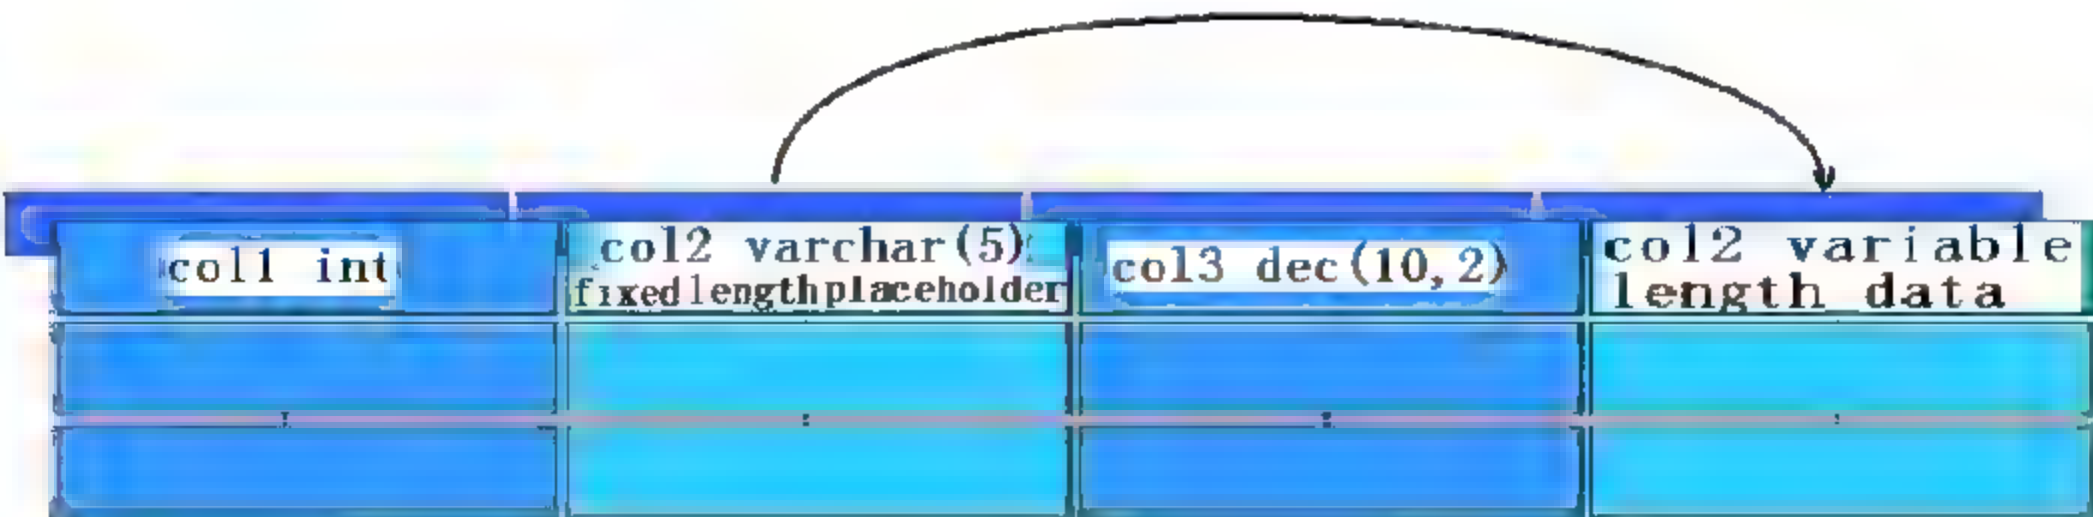 col1 int
col2 varchar(5)
fixedlengthplaceholder
col3 dec(10,2)
col2 variable
length data